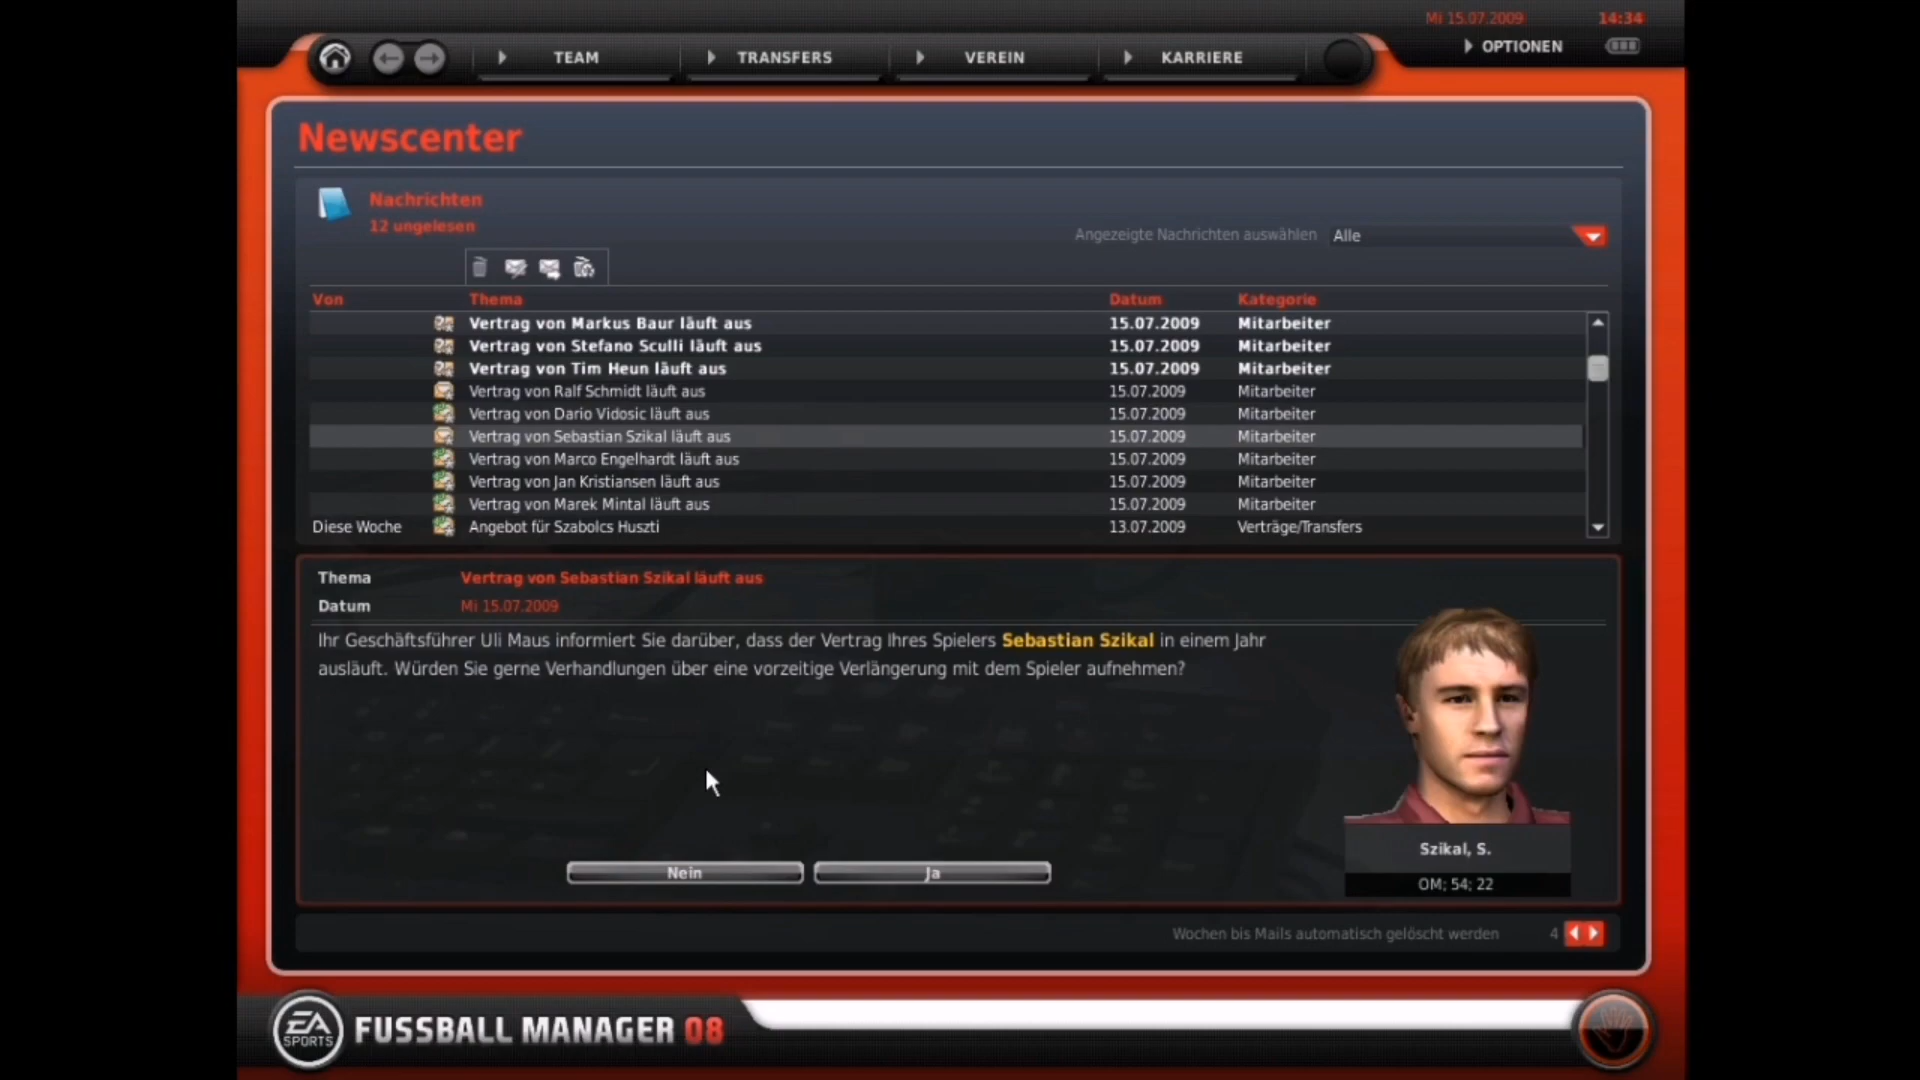 Mi 15.07.2009 14:34
TEAM TRANSFERS VEREIN KARRIERE OPTIONEN
Newscenter
Nachrichten
12 ungelesen
Angezeigte Nachrichten auswählen Alle
Von Thema Datum Kategorie
Vertrag von Markus Baur läuft aus 15.07.2009 Mitarbeiter
Vertrag von Stefano Sculli läuft aus 15.07.2009 Mitarbeiter
Vertrag von Tim Heun läuft aus 15.07.2009 Mitarbeiter
Vertrag von Ralf Schmidt läuft aus 15.07.2009 Mitarbeiter
Vertrag von Dario Vidosic läuft aus 15.07.2009 Mitarbeiter
Vertrag von Sebastian Szikal läuft aus 15.07.2009 Mitarbeiter
Vertrag von Marco Engelhardt läuft aus 15.07.2009 Mitarbeiter
Vertrag von Jan Kristiansen läuft aus 15.07.2009 Mitarbeiter
Vertrag von Marek Mintal läuft aus 15.07.2009 Mitarbeiter
Diese Woche Angebot für Szabolcs Huszti 13.07.2009 Verträge/Transfers
Thema Vertrag von Sebastian Szikal läuft aus
Datum Mi 15.07.2009
Ihr Geschäftsführer Uli Maus informiert Sie darüber, dass der Vertrag Ihres Spielers Sebastian Szikal in einem Jahr
ausläuft. Würden Sie gerne Verhandlungen über eine vorzeitige Verlängerung mit dem Spieler aufnehmen?
Szikal, S.
OM; 54; 22
Nein Ja
Wochen bis Mails automatisch gelöscht werden 4
EA SPORTS FUSSBALL MANAGER 08